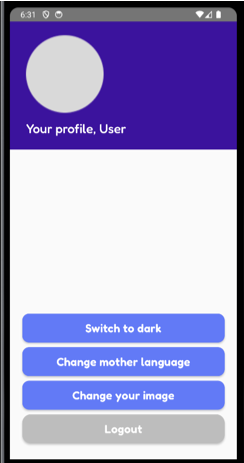 6:31
Your profile, User
Switch to dark
Change mother language
Change your image
Logout